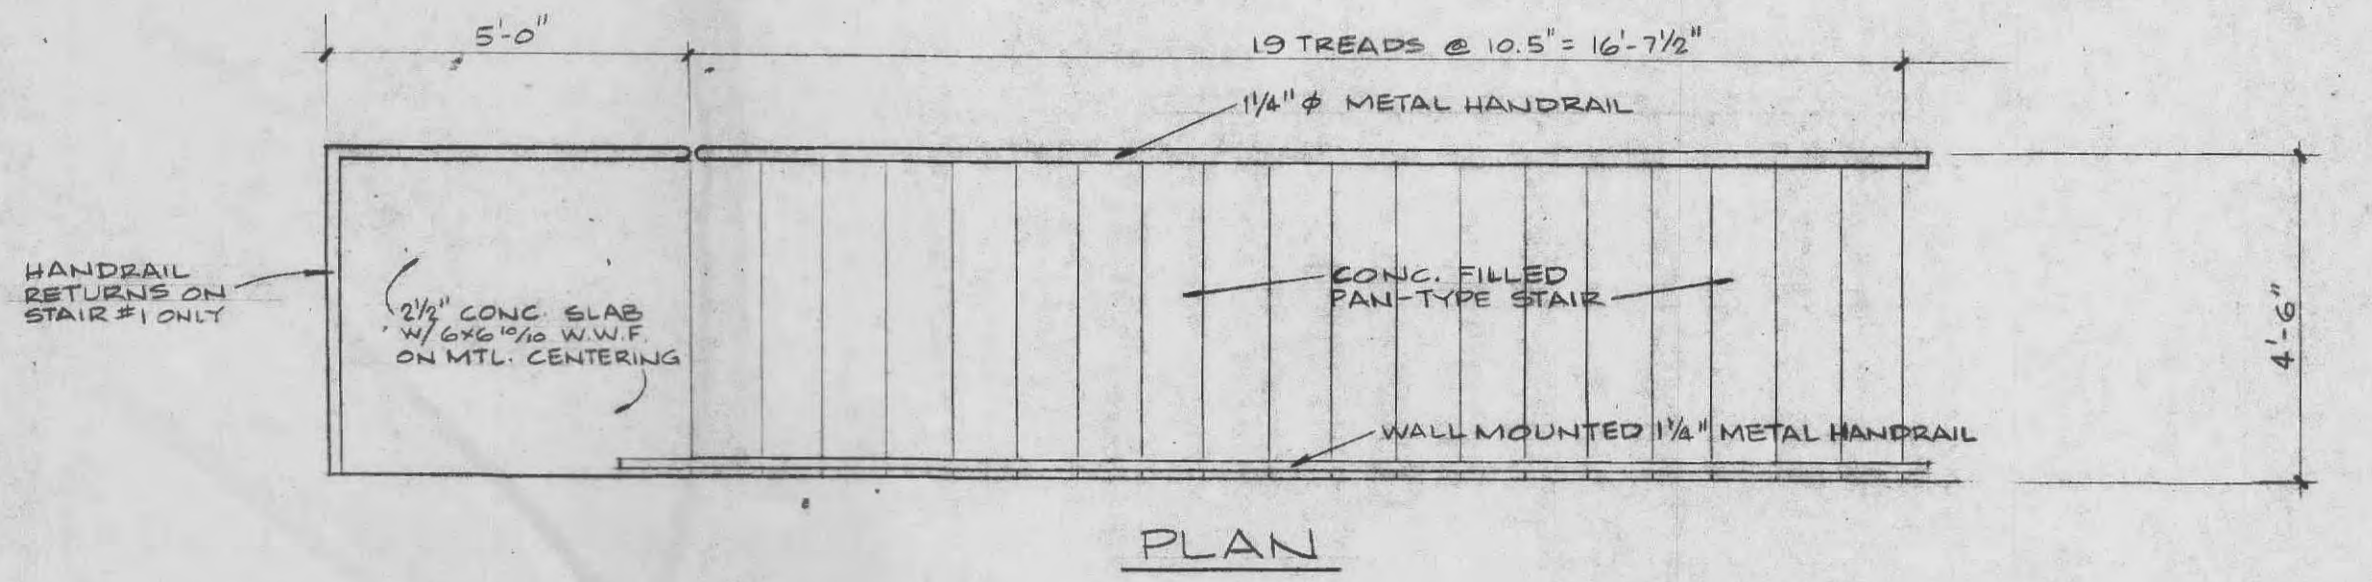 5'-0"
19 TREADS @ 10.5" = 16'-7½"
1¼" ϕ METAL HANDRAIL
HANDRAIL
RETURNS ON
STAIR #1 ONLY
2½" CONC. SLAB
W/ 6x6 10/10 W.W.F.
ON MTL. CENTERING
CONC. FILLED
PAN-TYPE STAIR
4'-6"
WALL MOUNTED 1¼" METAL HANDRAIL
PLAN